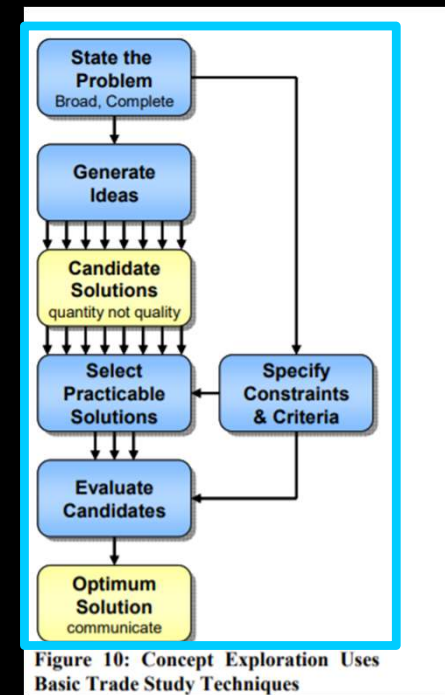 State the
Problem
Broad, Complete
Generate
Ideas
Candidate
Solutions
quantity not quality
Select
Practicable
Solutions
Specify
Constraints
& Criteria
Evaluate
Candidates
Optimum
Solution
communicate
Figure 10: Concept Exploration Uses
Basic Trade Study Techniques